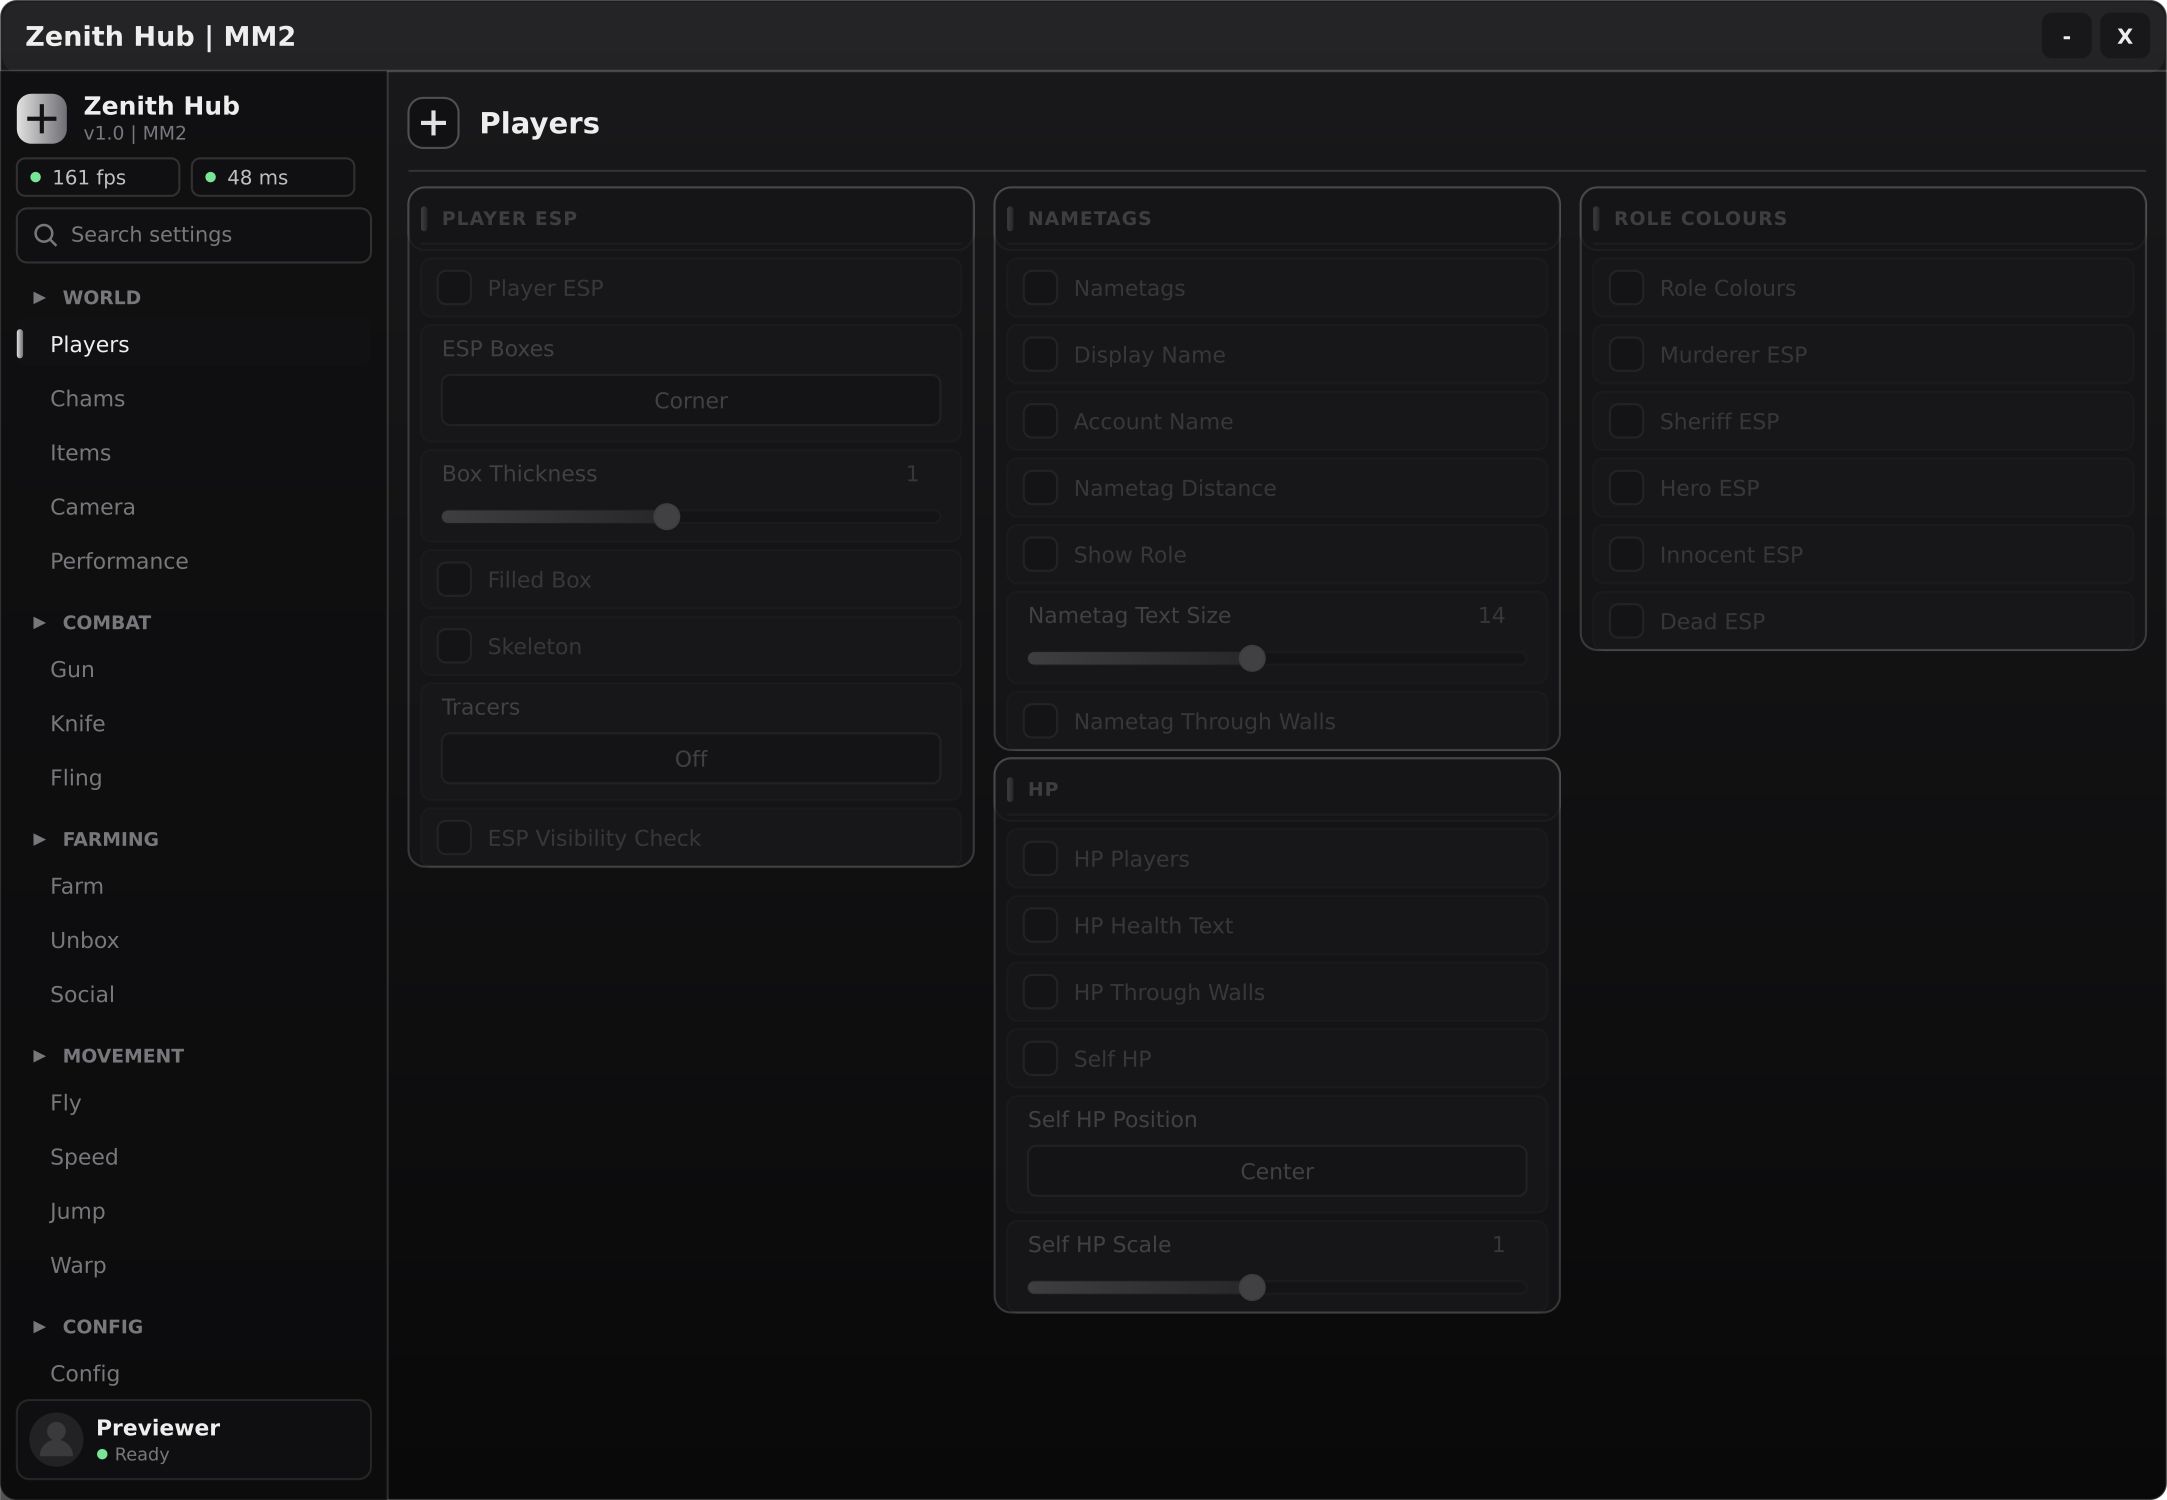 Zenith Hub | MM2
-
X
Zenith Hub
v1.0 | MM2
161 fps
48 ms
Search settings
WORLD
Players
Chams
Items
Camera
Performance
COMBAT
Gun
Knife
Fling
FARMING
Farm
Unbox
Social
MOVEMENT
Fly
Speed
Jump
Warp
CONFIG
Config
Previewer
Ready
Players
PLAYER ESP
Player ESP
ESP Boxes
Corner
Box Thickness 1
Filled Box
Skeleton
Tracers
Off
ESP Visibility Check
NAMETAGS
Nametags
Display Name
Account Name
Nametag Distance
Show Role
Nametag Text Size 14
Nametag Through Walls
HP
HP Players
HP Health Text
HP Through Walls
Self HP
Self HP Position
Center
Self HP Scale 1
ROLE COLOURS
Role Colours
Murderer ESP
Sheriff ESP
Hero ESP
Innocent ESP
Dead ESP